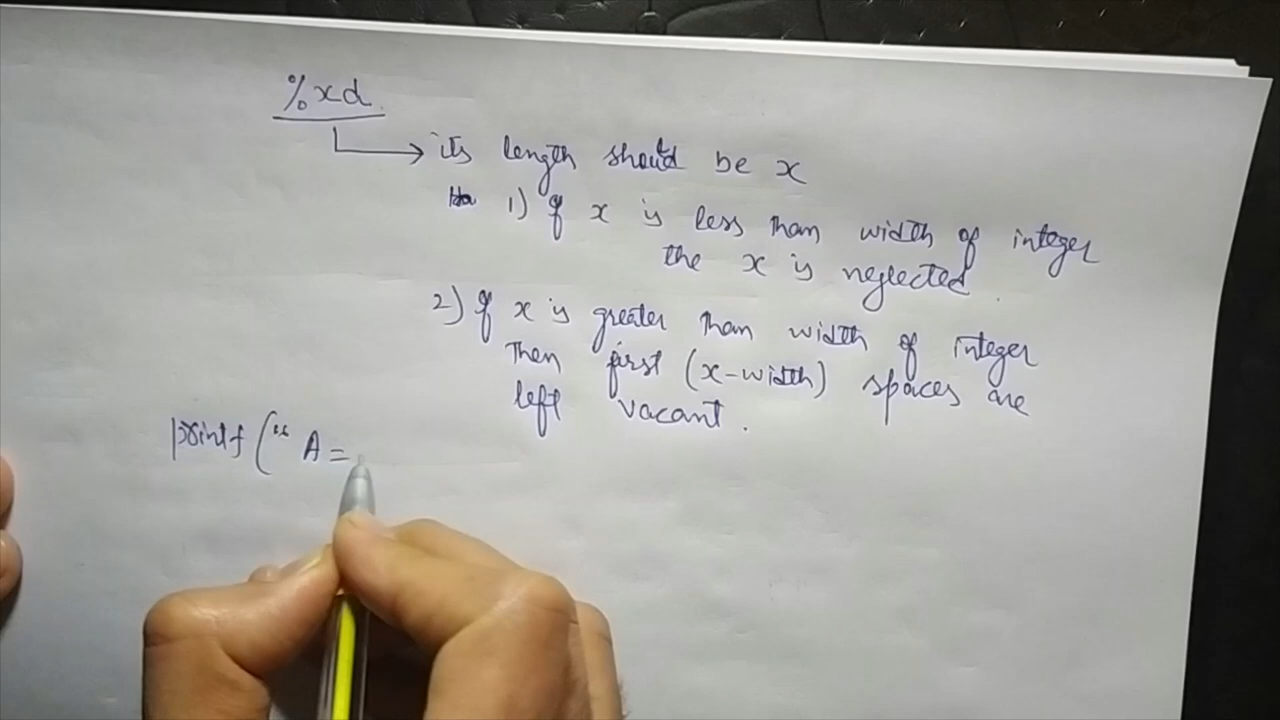 %xd.
its length should be x
1) If x is less than width of integer
the x is neglected.
2) If x is greater than width of integer
Then first (x-width) spaces are
left vacant.
printf (" A =